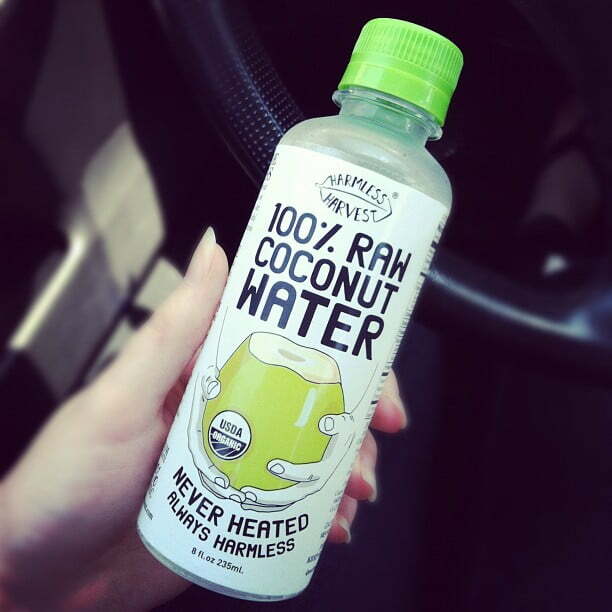 HARMLESS
HARVEST®
100% RAW
COCONUT
WATER
USDA
ORGANIC
NEVER HEATED
ALWAYS HARMLESS
8 fl.oz 235ml.